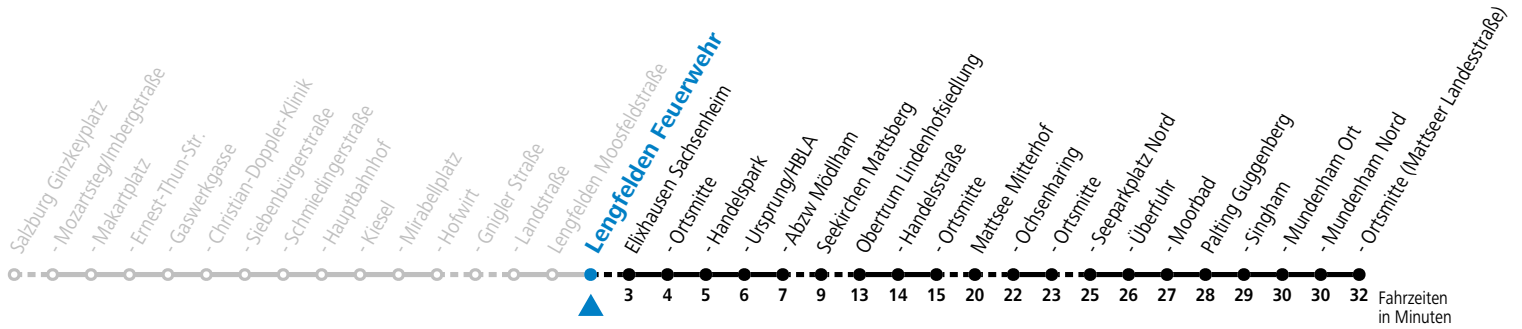 Salzburg Ginzkeyplatz
- Mozartsteg/Imbergstraße
- Makartplatz
- Ernest-Thun-Str.
- Gaswerkgasse
- Christian-Doppler-Klinik
- Siebenbürgerstraße
- Schmiedingerstraße
- Hauptbahnhof
- Kiesel
- Mirabellplatz
- Hofwirt
- Gnigler Straße
- Landstraße
Lengfelden Moosfeldstraße
Lengfelden Feuerwehr
Elixhausen Sachsenheim
- Ortsmitte
- Handelspark
- Ursprung/HBLA
- Abzw Mödlham
Seekirchen Mattsberg
Obertrum Lindenhofsiedlung
- Handelsstraße
- Ortsmitte
Mattsee Mitterhof
- Ochsenharing
- Ortsmitte
- Seeparkplatz Nord
- Überfuhr
- Moorbad
Palting Guggenberg
- Singham
- Mundenham Ort
- Mundenham Nord
- Ortsmitte (Mattseer Landesstraße)
3 4 5 6 7 9 13 14 15 20 22 23 25 26 27 28 29 30 30 32
Fahrzeiten
in Minuten